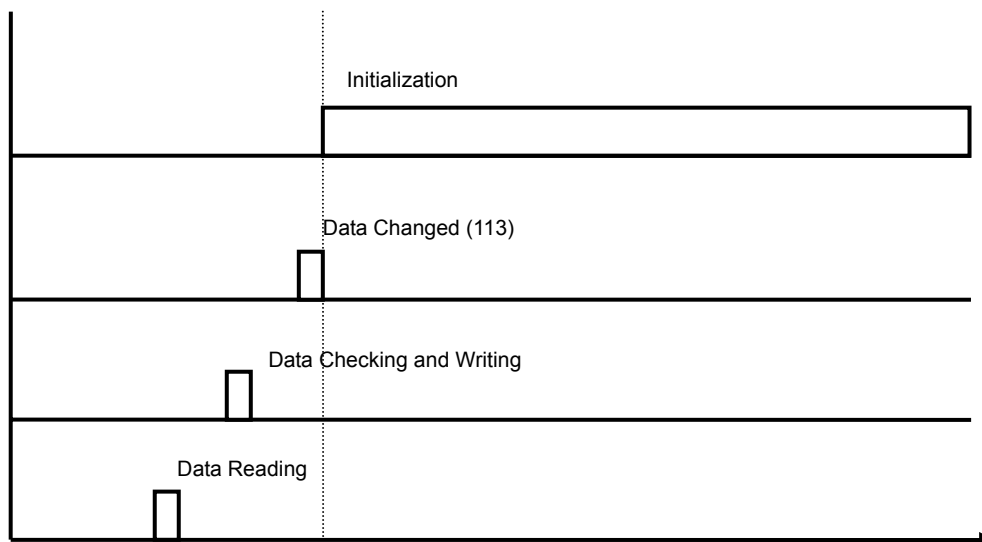 Initialization
Data Changed (113)
Data Checking and Writing
Data Reading